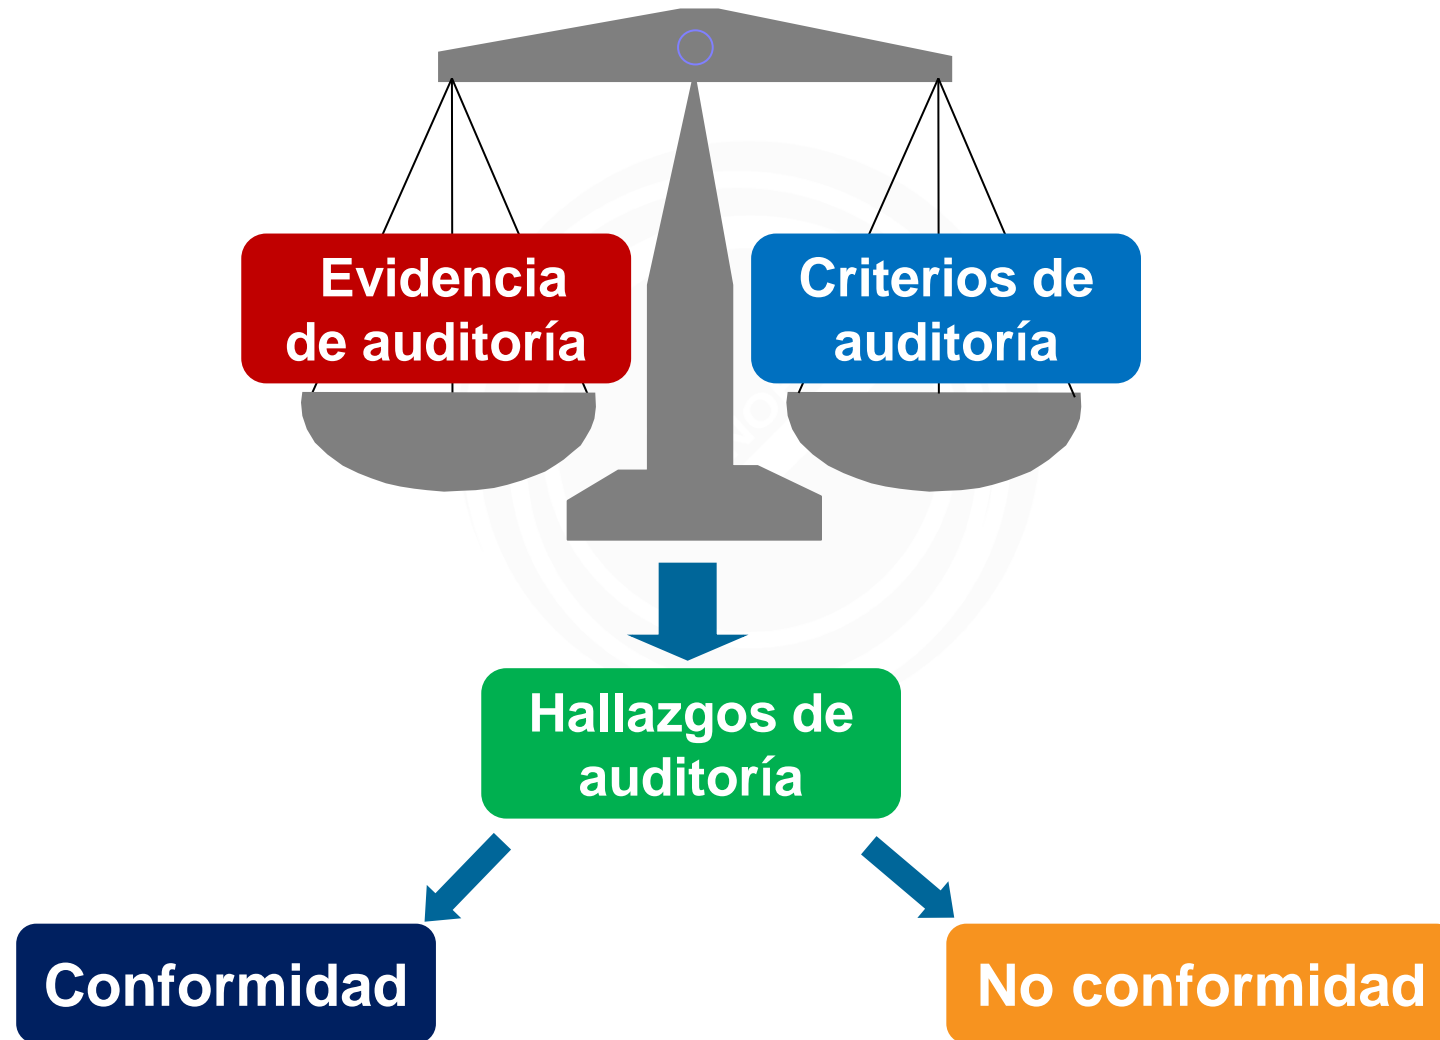 Evidencia
de auditoría
Criterios de
auditoría
Hallazgos de
auditoría
Conformidad
No conformidad